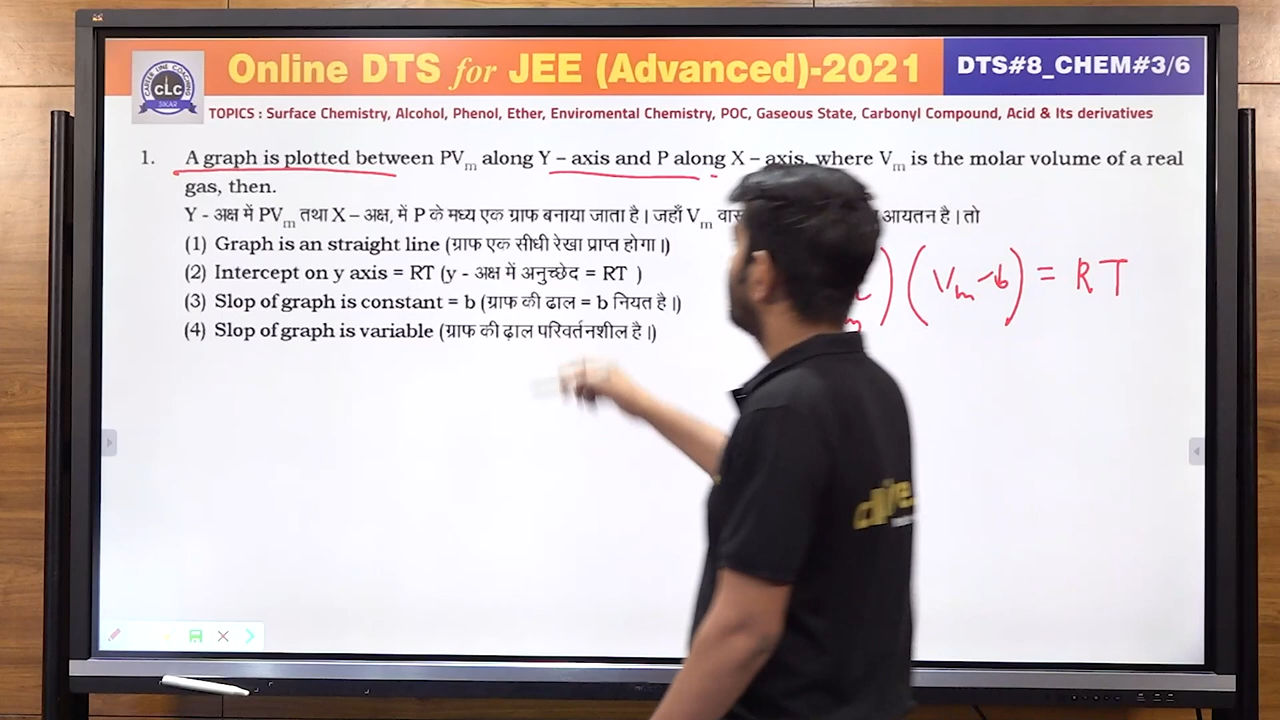 Online DTS for JEE (Advanced)-2021
DTS#8_CHEM#3/6
CAREER LINE COACHING
cLc
SIKAR
TOPICS : Surface Chemistry, Alcohol, Phenol, Ether, Enviromental Chemistry, POC, Gaseous State, Carbonyl Compound, Acid & Its derivatives
1. A graph is plotted between PVm along Y – axis and P along X – axis, where Vm is the molar volume of a real
gas, then.
Y - अक्ष में PVm तथा X – अक्ष, में P के मध्य एक ग्राफ बनाया जाता है। जहाँ Vm आयतन है। तो
(1) Graph is an straight line (ग्राफ एक सीधी रेखा प्राप्त होगा।)
(2) Intercept on y axis = RT (y - अक्ष में अनुच्छेद = RT )
(3) Slop of graph is constant = b (ग्राफ की ढाल = b नियत है।)
(4) Slop of graph is variable (ग्राफ की ढ़ाल परिवर्तनशील है।)
) (Vm-b) = RT